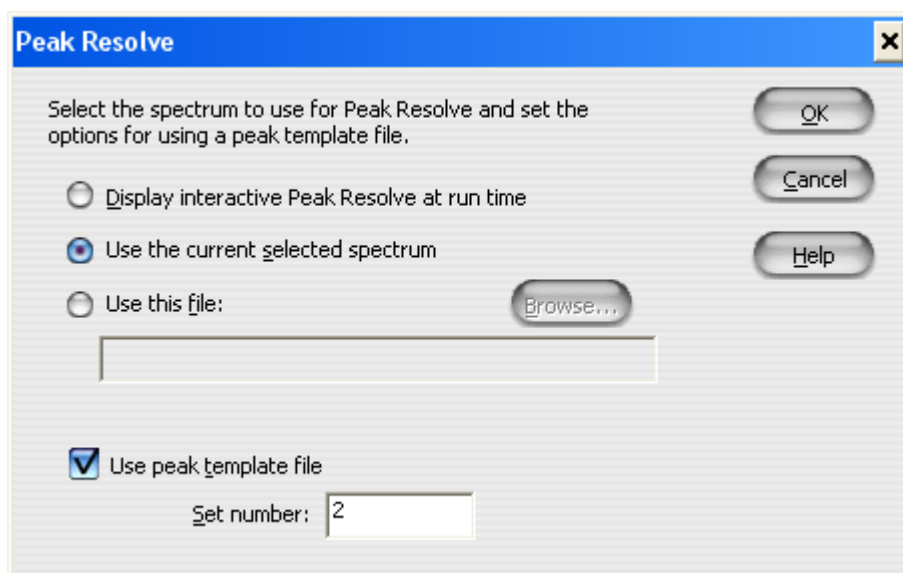 Peak Resolve
Select the spectrum to use for Peak Resolve and set the
options for using a peak template file.
OK
Cancel
Help
Display interactive Peak Resolve at run time
Use the current selected spectrum
Use this file:
Browse...
Use peak template file
Set number: 2